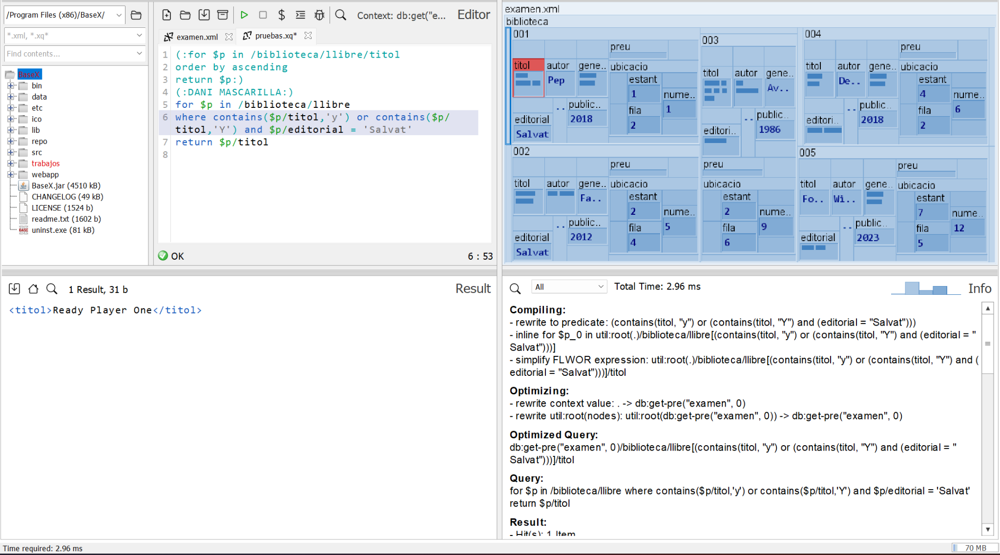 /Program Files (x86)/BaseX/
*.xml, *.xq*
Find contents...
BaseX
bin
data
etc
ico
lib
repo
src
trabajos
webapp
BaseX.jar (4510 kB)
CHANGELOG (49 kB)
LICENSE (1524 b)
readme.txt (1602 b)
uninst.exe (81 kB)
Context: db:get("e...
Editor
examen.xml
pruebas.xq*
1 (:for $p in /biblioteca/llibre/titol
2 order by ascending
3 return $p:)
4 (:DANI MASCARILLA:)
5 for $p in /biblioteca/llibre
6 where contains($p/titol,'y') or contains($p/
titol,'Y') and $p/editorial = 'Salvat'
7 return $p/titol
8
OK
6 : 53
examen.xml
biblioteca
001
titol
autor
Pep
gene..
preu
ubicacio
estant
1
fila
2
nume..
1
editorial
Salvat
..
public..
2018
002
titol
autor
gene..
Fa..
preu
ubicacio
estant
2
fila
4
nume..
5
editorial
Salvat
..
public..
2012
003
titol
autor
gene..
Av..
editori..
..
public..
1986
preu
ubicacio
estant
2
fila
6
nume..
9
004
titol
autor
De..
gene..
preu
ubicacio
estant
4
fila
2
nume..
6
editori..
..
public..
2018
005
titol
Fo..
autor
Wi..
gene..
preu
ubicacio
estant
7
fila
5
nume..
12
editorial
..
public..
2023
1 Result, 31 b
Result
<titol>Ready Player One</titol>
All
Total Time: 2.96 ms
Info
Compiling:
- rewrite to predicate: (contains(titol, "y") or (contains(titol, "Y") and (editorial = "Salvat")))
- inline for $p_0 in util:root(.)/biblioteca/llibre[(contains(titol, "y") or (contains(titol, "Y") and (editorial = "
Salvat")))]
- simplify FLWOR expression: util:root(.)/biblioteca/llibre[(contains(titol, "y") or (contains(titol, "Y") and (
editorial = "Salvat")))]/titol
Optimizing:
- rewrite context value: . -> db:get-pre("examen", 0)
- rewrite util:root(nodes): util:root(db:get-pre("examen", 0)) -> db:get-pre("examen", 0)
Optimized Query:
db:get-pre("examen", 0)/biblioteca/llibre[(contains(titol, "y") or (contains(titol, "Y") and (editorial = "
Salvat")))]/titol
Query:
for $p in /biblioteca/llibre where contains($p/titol,'y') or contains($p/titol,'Y') and $p/editorial = 'Salvat'
return $p/titol
Result:
- Hit(s): 1 Item
Time required: 2.96 ms
70 MB